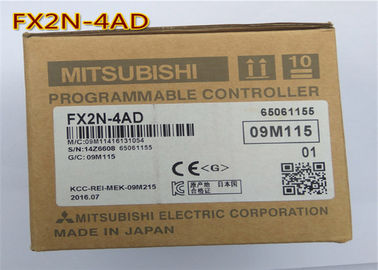 FX2N-4AD
10
MITSUBISHI
PROGRAMMABLE CONTROLLER
FX2N-4AD
65061155
M/C:09M11416131054
S/N:14Z6608 65061155
G/C:09M115
09M115
01
CE <G>
KCC-REI-MEK-09M215
2016.07
MITSUBISHI ELECTRIC CORPORATION
MADE IN JAPAN